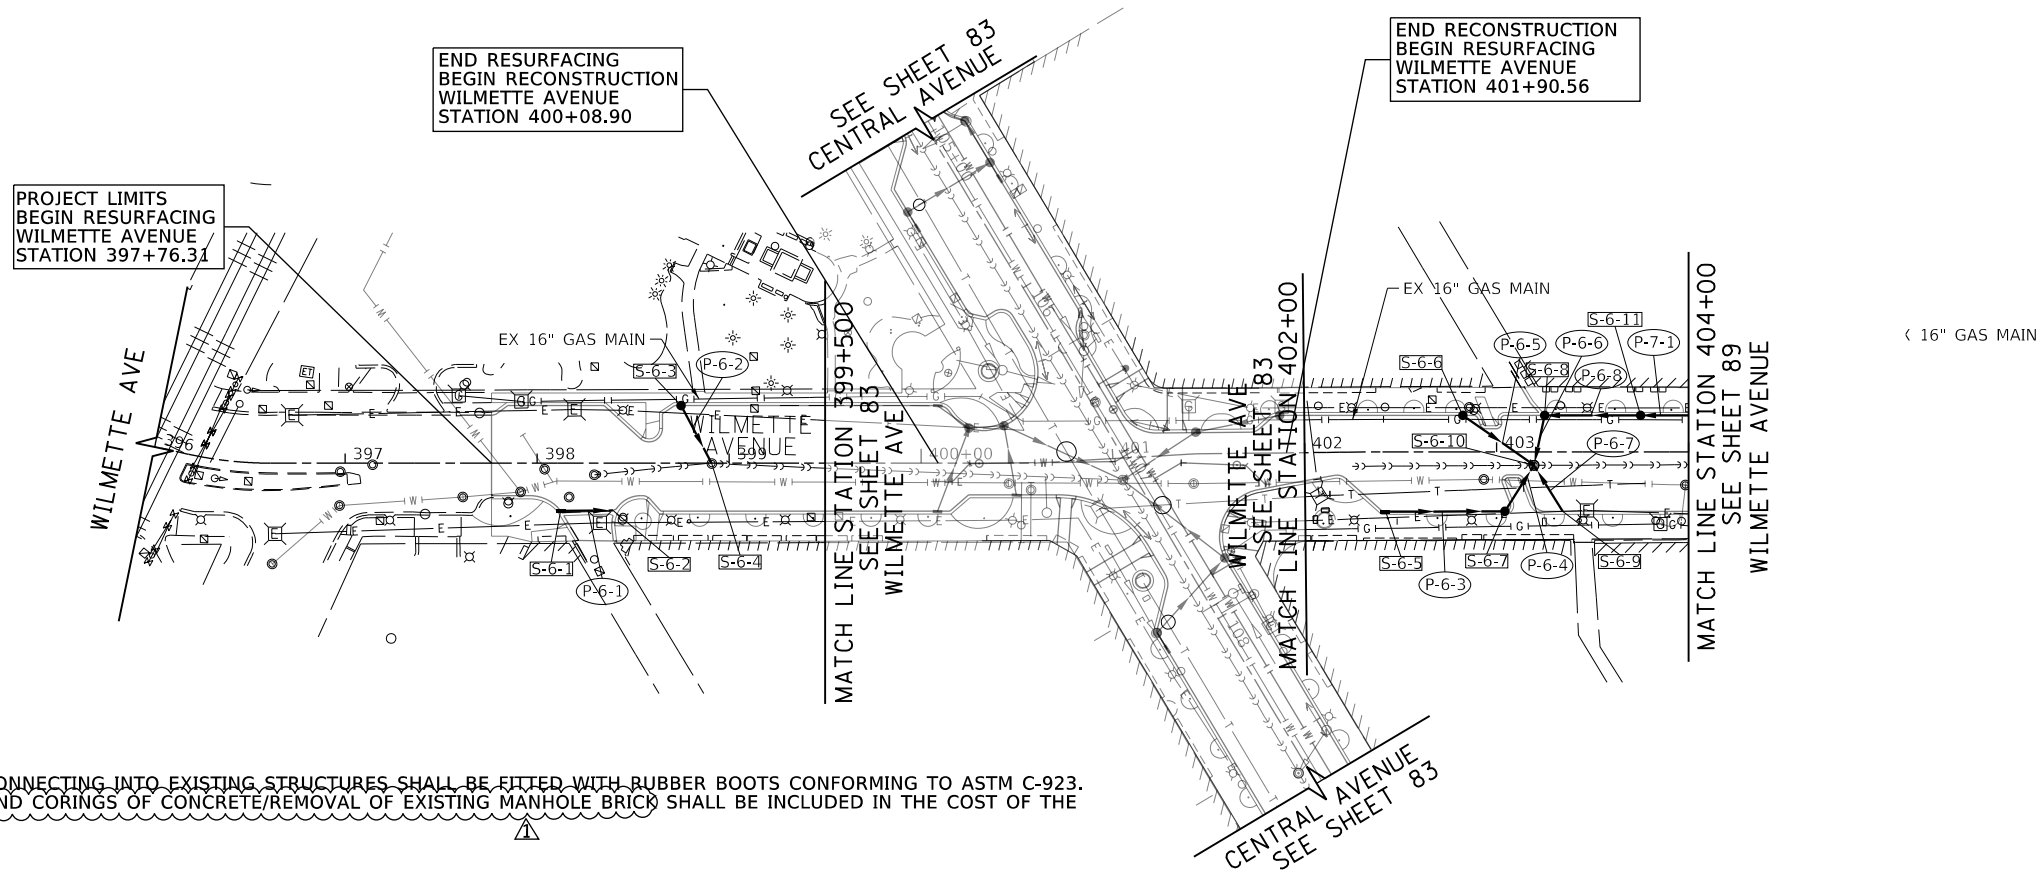 SEE SHEET 83
CENTRAL AVENUE
END RESURFACING
BEGIN RECONSTRUCTION
WILMETTE AVENUE
STATION 400+08.90
END RECONSTRUCTION
BEGIN RESURFACING
WILMETTE AVENUE
STATION 401+90.56
PROJECT LIMITS
BEGIN RESURFACING
WILMETTE AVENUE
STATION 397+76.31
WILMETTE AVE
EX 16" GAS MAIN
S-6-3
P-6-2
WILMETTE
AVENUE
396
397
398
399
400+00
401
402
403
S-6-1
P-6-1
S-6-2
S-6-4
MATCH LINE STATION 399+500
SEE SHEET 83
WILMETTE AVE
WILMETTE AVE
SEE SHEET 83
MATCH LINE STATION 402+00
EX 16" GAS MAIN
S-6-11
P-6-5
P-6-6
P-7-1
S-6-6
S-6-8
P-6-8
S-6-10
P-6-7
S-6-5
P-6-3
S-6-7
P-6-4
S-6-9
MATCH LINE STATION 404+00
SEE SHEET 89
WILMETTE AVENUE
16" GAS MAIN
106
108
ET
CENTRAL AVENUE
SEE SHEET 83
ONNECTING INTO EXISTING STRUCTURES SHALL BE FITTED WITH RUBBER BOOTS CONFORMING TO ASTM C-923.
ND CORINGS OF CONCRETE/REMOVAL OF EXISTING MANHOLE BRICK SHALL BE INCLUDED IN THE COST OF THE
1